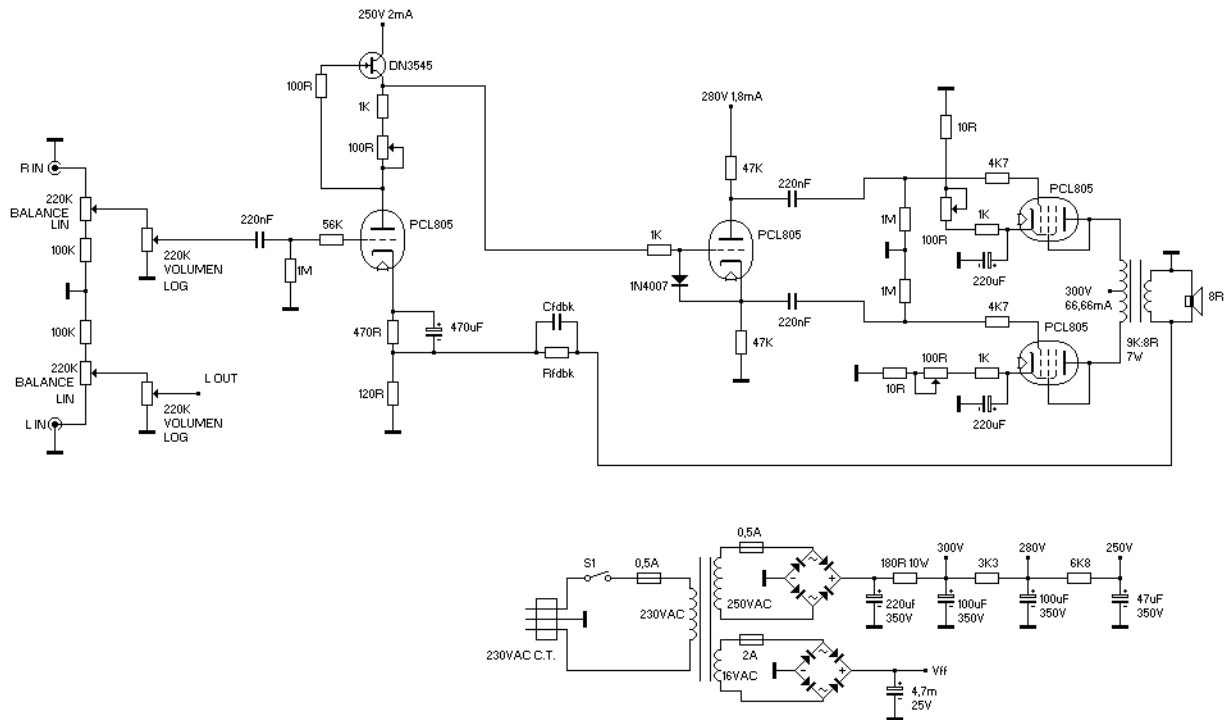 250V 2mA
DN3545
100R
1K
100R
280V 1,8mA
10R
47K
4K7
220nF
PCL805
R IN
220K
BALANCE
LIN
220nF
56K
PCL805
1K
PCL805
1M
100R
1K
220uF
100K
220K
VOLUMEN
LOG
1M
1N4007
1M
300V
66,66mA
8R
220nF
4K7
PCL805
100K
470R
470uF
Cfdbk
47K
9K:8R
7W
220K
BALANCE
LIN
L OUT
Rfdbk
100R
1K
10R
120R
220K
VOLUMEN
LOG
220uF
L IN
0,5A
S1
0,5A
~
180R 10W
300V
3K3
280V
6K8
250V
- +
250VAC
~
220uf
350V
100uF
350V
100uF
350V
47uF
350V
230VAC
230VAC C.T.
2A
~
16VAC
- +
Vff
~
4,7m
25V